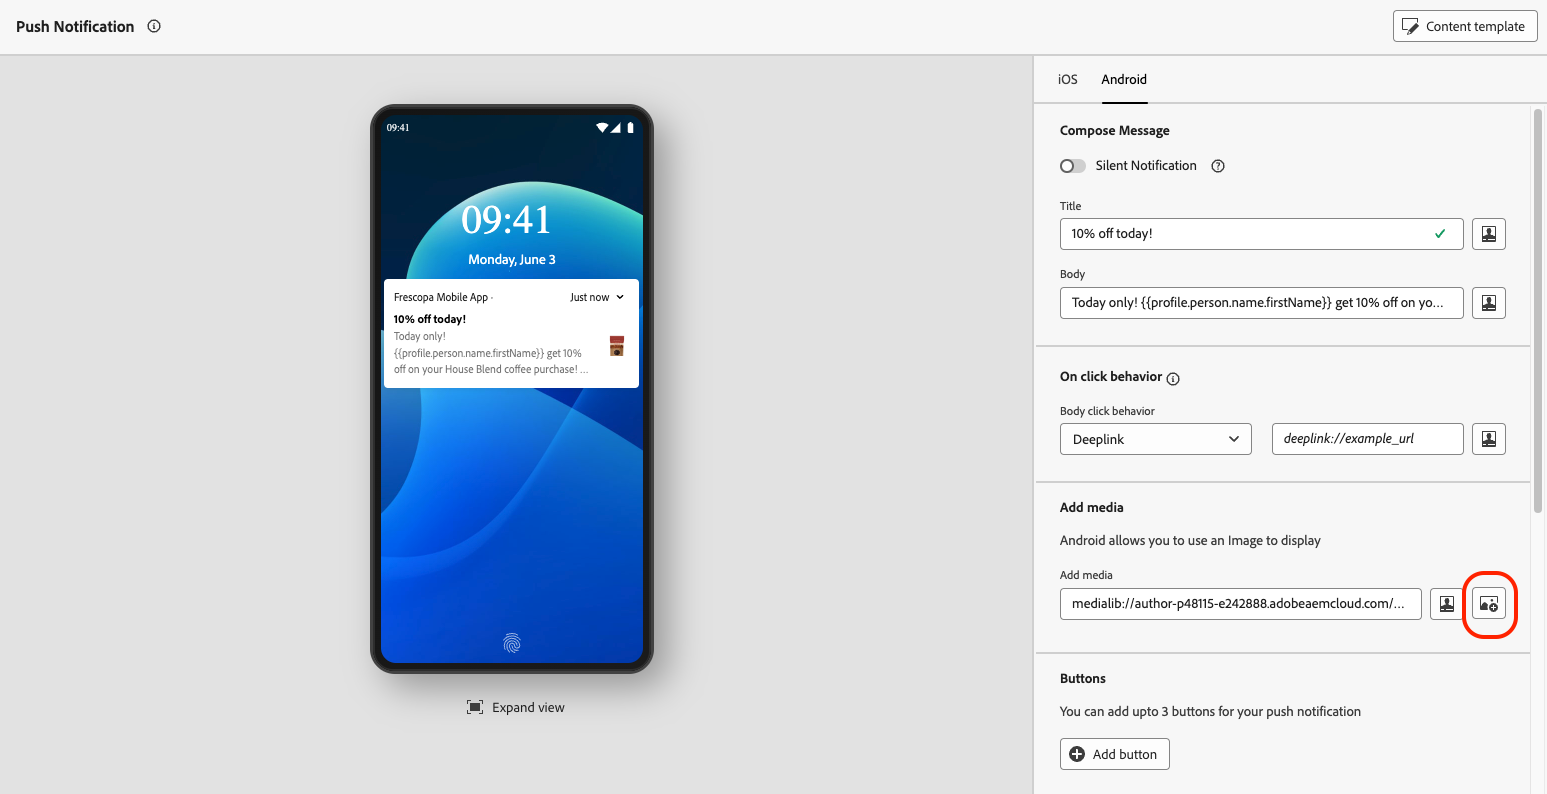 Push Notification
Content template
09:41
09:41
Monday, June 3
Frescopa Mobile App ·
Just now
10% off today!
Today only!
{{profile.person.name.firstName}} get 10%
off on your House Blend coffee purchase! ...
Expand view
iOS
Android
Compose Message
Silent Notification
Title
10% off today!
Body
Today only! {{profile.person.name.firstName}} get 10% off on yo...
On click behavior
Body click behavior
Deeplink
deeplink://example_url
Add media
Android allows you to use an Image to display
Add media
medialib://author-p48115-e242888.adobeaemcloud.com/...
Buttons
You can add upto 3 buttons for your push notification
Add button